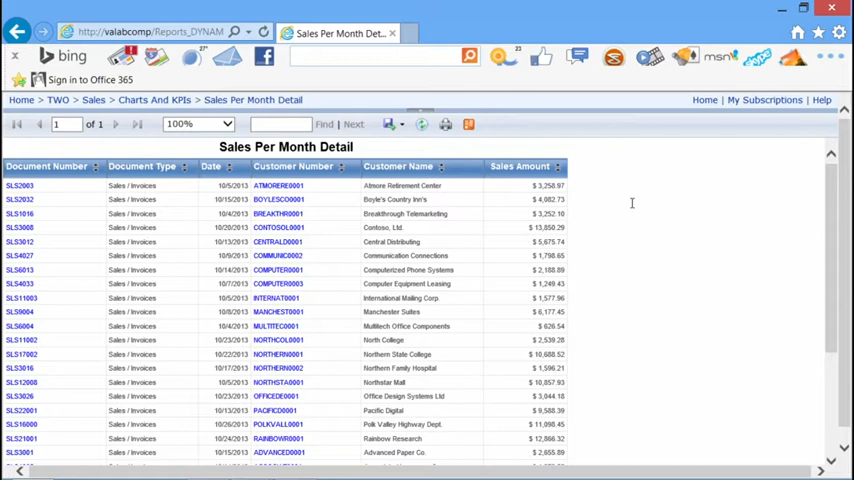 http://valabcomp/Reports_DYNAM
Sales Per Month Det...
bing
23
27°
msn
skype
Sign in to Office 365
Home > TWO > Sales > Charts And KPIs > Sales Per Month Detail
Home | My Subscriptions | Help
1 of 1
100%
Find | Next
Sales Per Month Detail
Document Number Document Type Date Customer Number Customer Name Sales Amount
SLS2003 Sales / Invoices 10/5/2013 ATMORERE0001 Atmore Retirement Center $ 3,258.97
SLS2032 Sales / Invoices 10/15/2013 BOYLESCO0001 Boyle's Country Inn's $ 4,082.73
SLS1016 Sales / Invoices 10/2/2013 BREAKTHR0001 Breakthrough Telemarketing $ 3,252.10
SLS3008 Sales / Invoices 10/20/2013 CONTOSOL0001 Contoso, Ltd. $ 13,850.29
SLS3012 Sales / Invoices 10/13/2013 CENTRALD0001 Central Distributing $ 5,675.74
SLS4027 Sales / Invoices 10/9/2013 COMMUNIC0002 Communication Connections $ 1,798.65
SLS6013 Sales / Invoices 10/14/2013 COMPUTER0001 Computerized Phone Systems $ 2,188.89
SLS4033 Sales / Invoices 10/7/2013 COMPUTER0003 Computer Equipment Leasing $ 1,249.43
SLS11003 Sales / Invoices 10/5/2013 INTERNAT0001 International Mailing Corp. $ 1,577.96
SLS9004 Sales / Invoices 10/8/2013 MANCHEST0001 Manchester Suites $ 6,177.45
SLS6004 Sales / Invoices 10/4/2013 MULTITEC0001 Multitech Office Components $ 626.54
SLS11002 Sales / Invoices 10/23/2013 NORTHCOL0001 North College $ 2,539.28
SLS17002 Sales / Invoices 10/22/2013 NORTHERN0001 Northern State College $ 10,688.52
SLS3016 Sales / Invoices 10/17/2013 NORTHERN0002 Northern Family Hospital $ 1,596.21
SLS12008 Sales / Invoices 10/5/2013 NORTHSTA0001 Northstar Mall $ 10,857.93
SLS3026 Sales / Invoices 10/23/2013 OFFICEDE0001 Office Design Systems Ltd $ 3,044.18
SLS22001 Sales / Invoices 10/13/2013 PACIFICD0001 Pacific Digital $ 9,588.39
SLS16000 Sales / Invoices 10/26/2013 POLKVALL0001 Polk Valley Highway Dept. $ 11,098.45
SLS21001 Sales / Invoices 10/24/2013 RAINBOWR0001 Rainbow Research $ 12,866.32
SLS3001 Sales / Invoices 10/15/2013 ADVANCED0001 Advanced Paper Co. $ 2,655.89